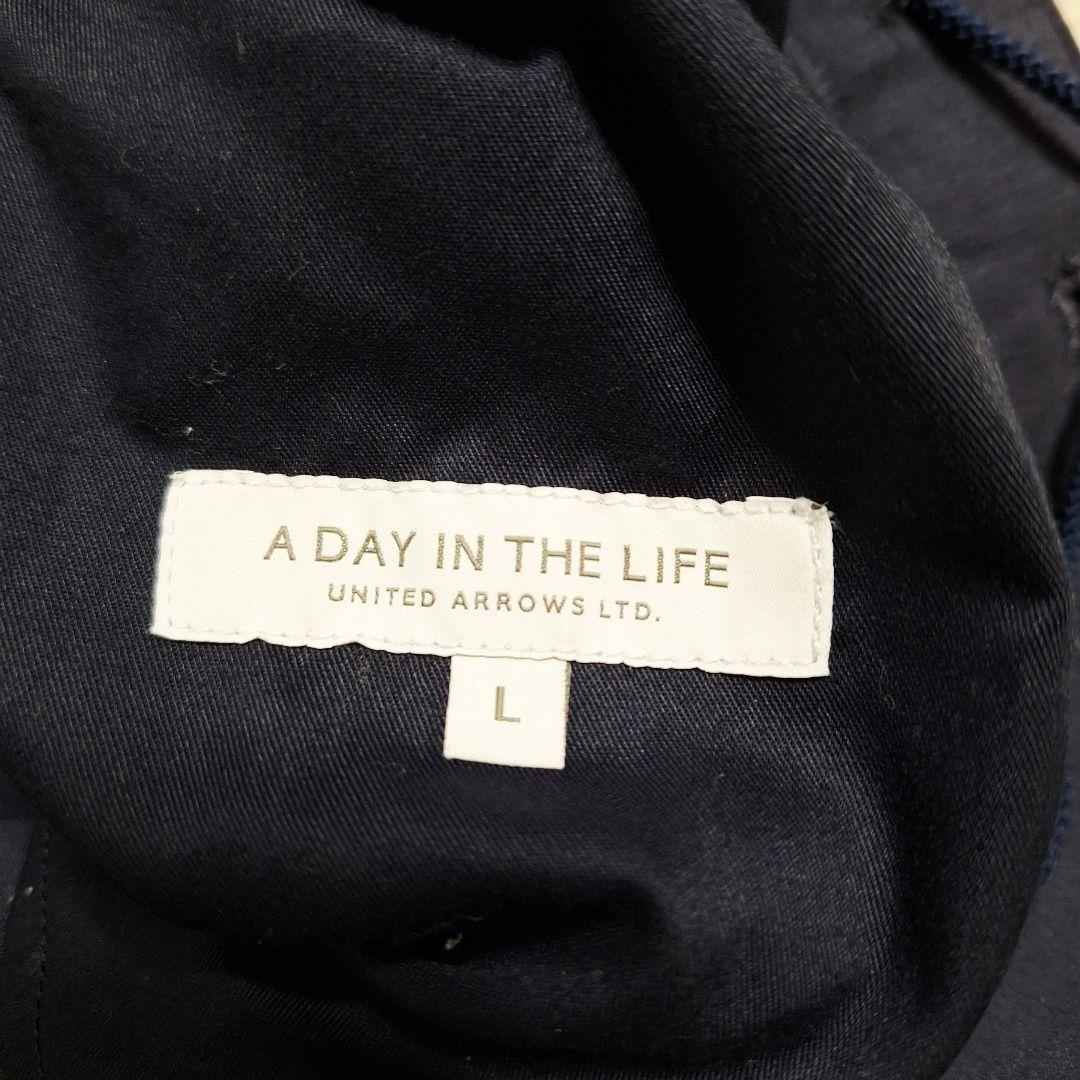 A DAY IN THE LIFE
UNITED ARROWS LTD.
L